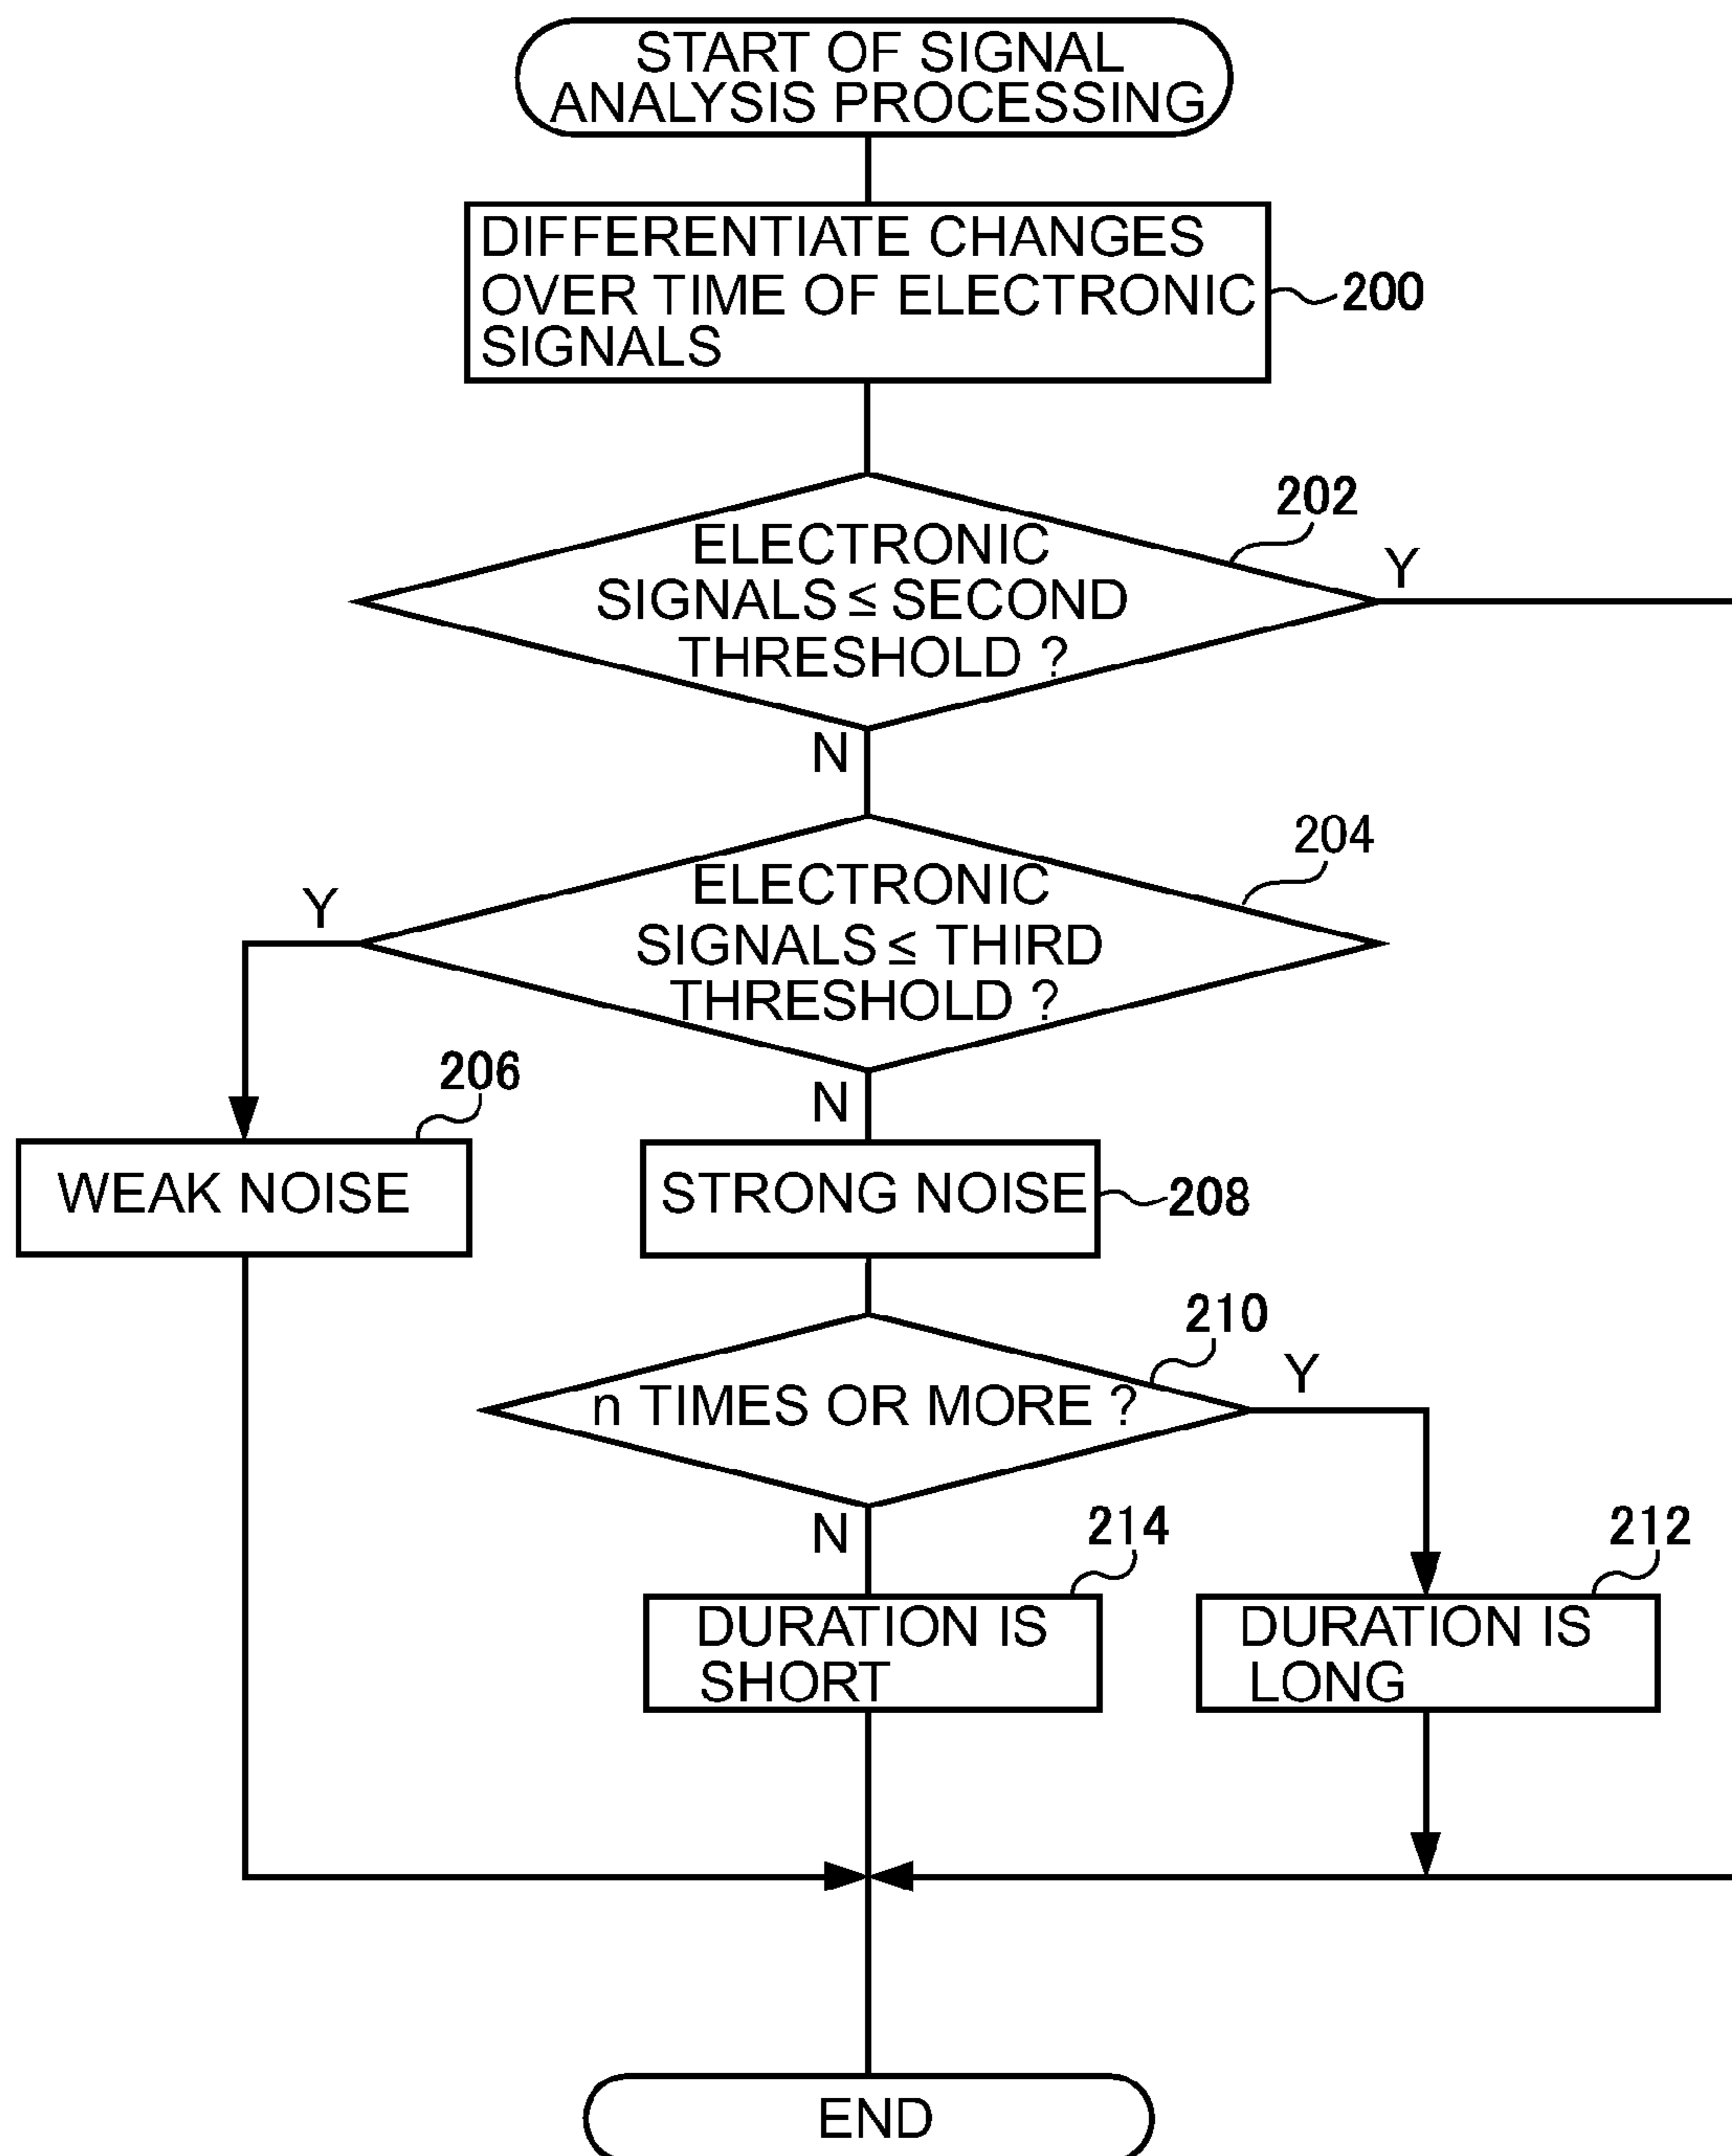 START OF SIGNAL
ANALYSIS PROCESSING
DIFFERENTIATE CHANGES
OVER TIME OF ELECTRONIC
SIGNALS
200
202
ELECTRONIC
SIGNALS ≤ SECOND
THRESHOLD ?
Y
N
204
ELECTRONIC
SIGNALS ≤ THIRD
THRESHOLD ?
Y
N
206
WEAK NOISE
STRONG NOISE
208
210
n TIMES OR MORE ?
Y
N
214
DURATION IS
SHORT
212
DURATION IS
LONG
END